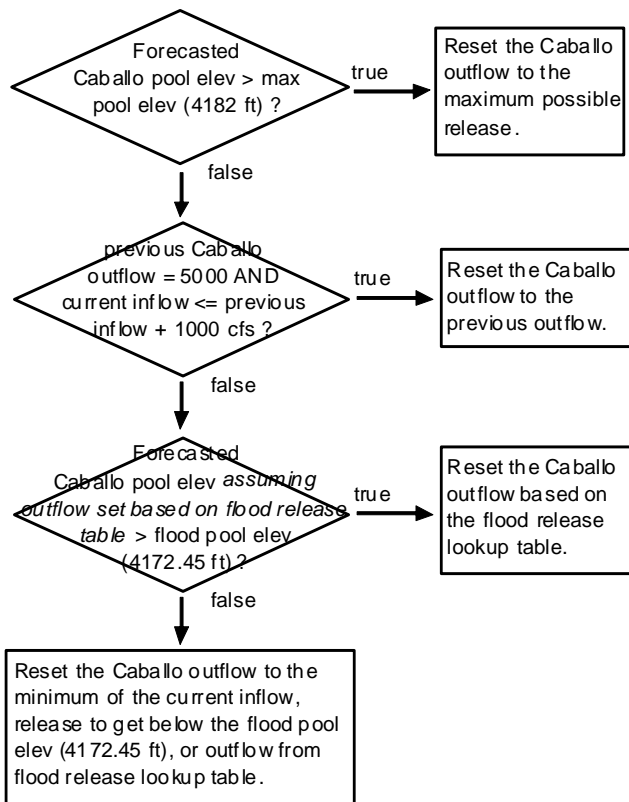 Forecasted
Caballo pool elev > max
pool elev (4182 ft) ?
true
Reset the Caballo
outflow to the
maximum possible
release.
false
previous Caballo
outflow = 5000 AND
current inflow <= previous
inflow + 1000 cfs ?
true
Reset the Caballo
outflow to the
previous outflow.
false
Forecasted
Caballo pool elev assuming
outflow set based on flood release
table > flood pool elev
(4172.45 ft) ?
true
Reset the Caballo
outflow based on
the flood release
lookup table.
false
Reset the Caballo outflow to the
minimum of the current inflow,
release to get below the flood pool
elev (4172.45 ft), or outflow from
flood release lookup table.